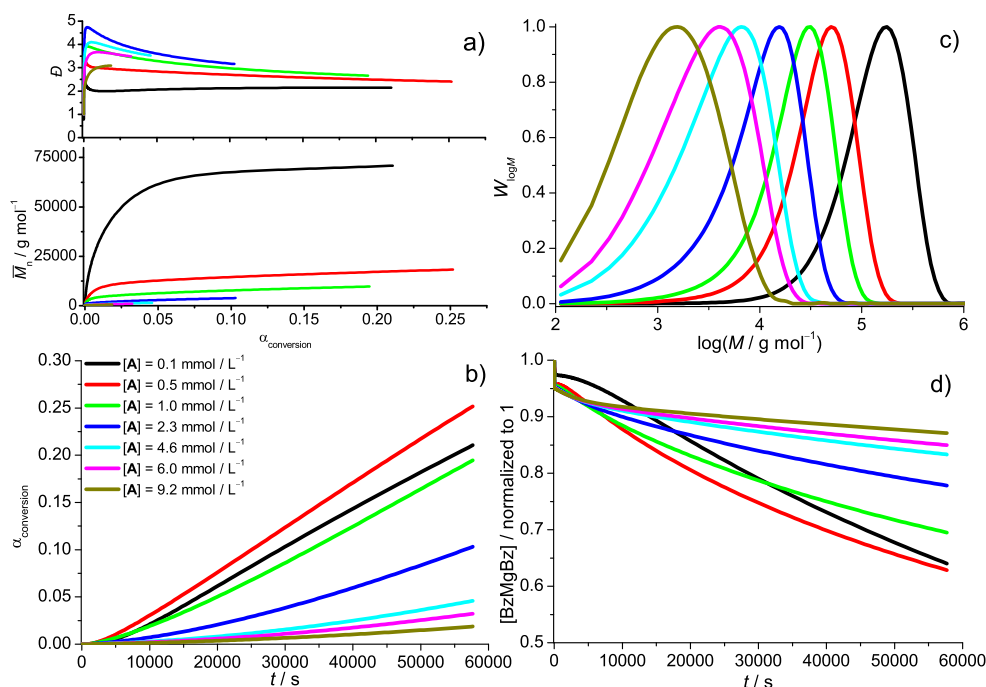 a)
5
4
3
2
1
0
Đ
75000
50000
25000
0
M̅n / g mol⁻¹
0.00 0.05 0.10 0.15 0.20 0.25
αconversion
c)
1.0
0.8
0.6
0.4
0.2
0.0
WlogM
2 3 4 5 6
log(M / g mol⁻¹)
b)
0.30
0.25
0.20
0.15
0.10
0.05
0.00
αconversion
[A] = 0.1 mmol / L⁻¹
[A] = 0.5 mmol / L⁻¹
[A] = 1.0 mmol / L⁻¹
[A] = 2.3 mmol / L⁻¹
[A] = 4.6 mmol / L⁻¹
[A] = 6.0 mmol / L⁻¹
[A] = 9.2 mmol / L⁻¹
0 10000 20000 30000 40000 50000 60000
t / s
d)
1.0
0.9
0.8
0.7
0.6
0.5
[BzMgBz] / normalized to 1
0 10000 20000 30000 40000 50000 60000
t / s